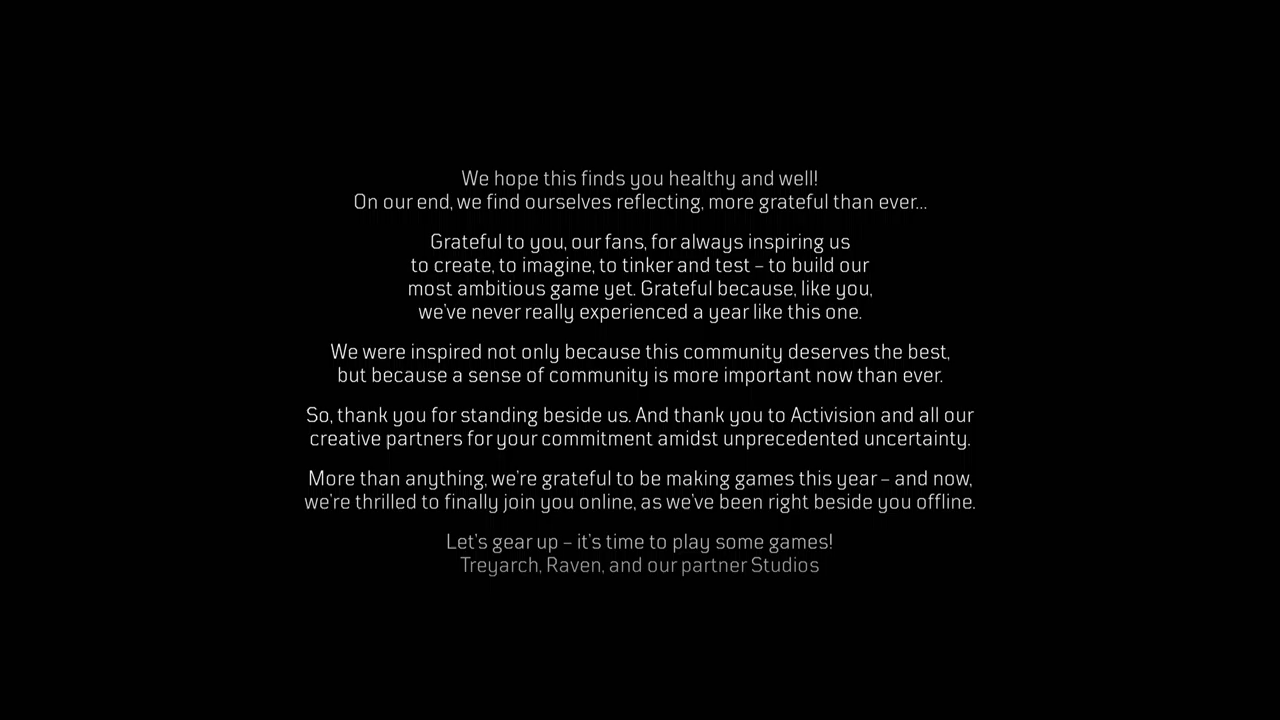 We hope this finds you healthy and well!
On our end, we find ourselves reflecting, more grateful than ever...
Grateful to you, our fans, for always inspiring us
to create, to imagine, to tinker and test – to build our
most ambitious game yet. Grateful because, like you,
we've never really experienced a year like this one.
We were inspired not only because this community deserves the best,
but because a sense of community is more important now than ever.
So, thank you for standing beside us. And thank you to Activision and all our
creative partners for your commitment amidst unprecedented uncertainty.
More than anything, we're grateful to be making games this year – and now,
we're thrilled to finally join you online, as we've been right beside you offline.
Let's gear up – it's time to play some games!
Treyarch, Raven, and our partner Studios